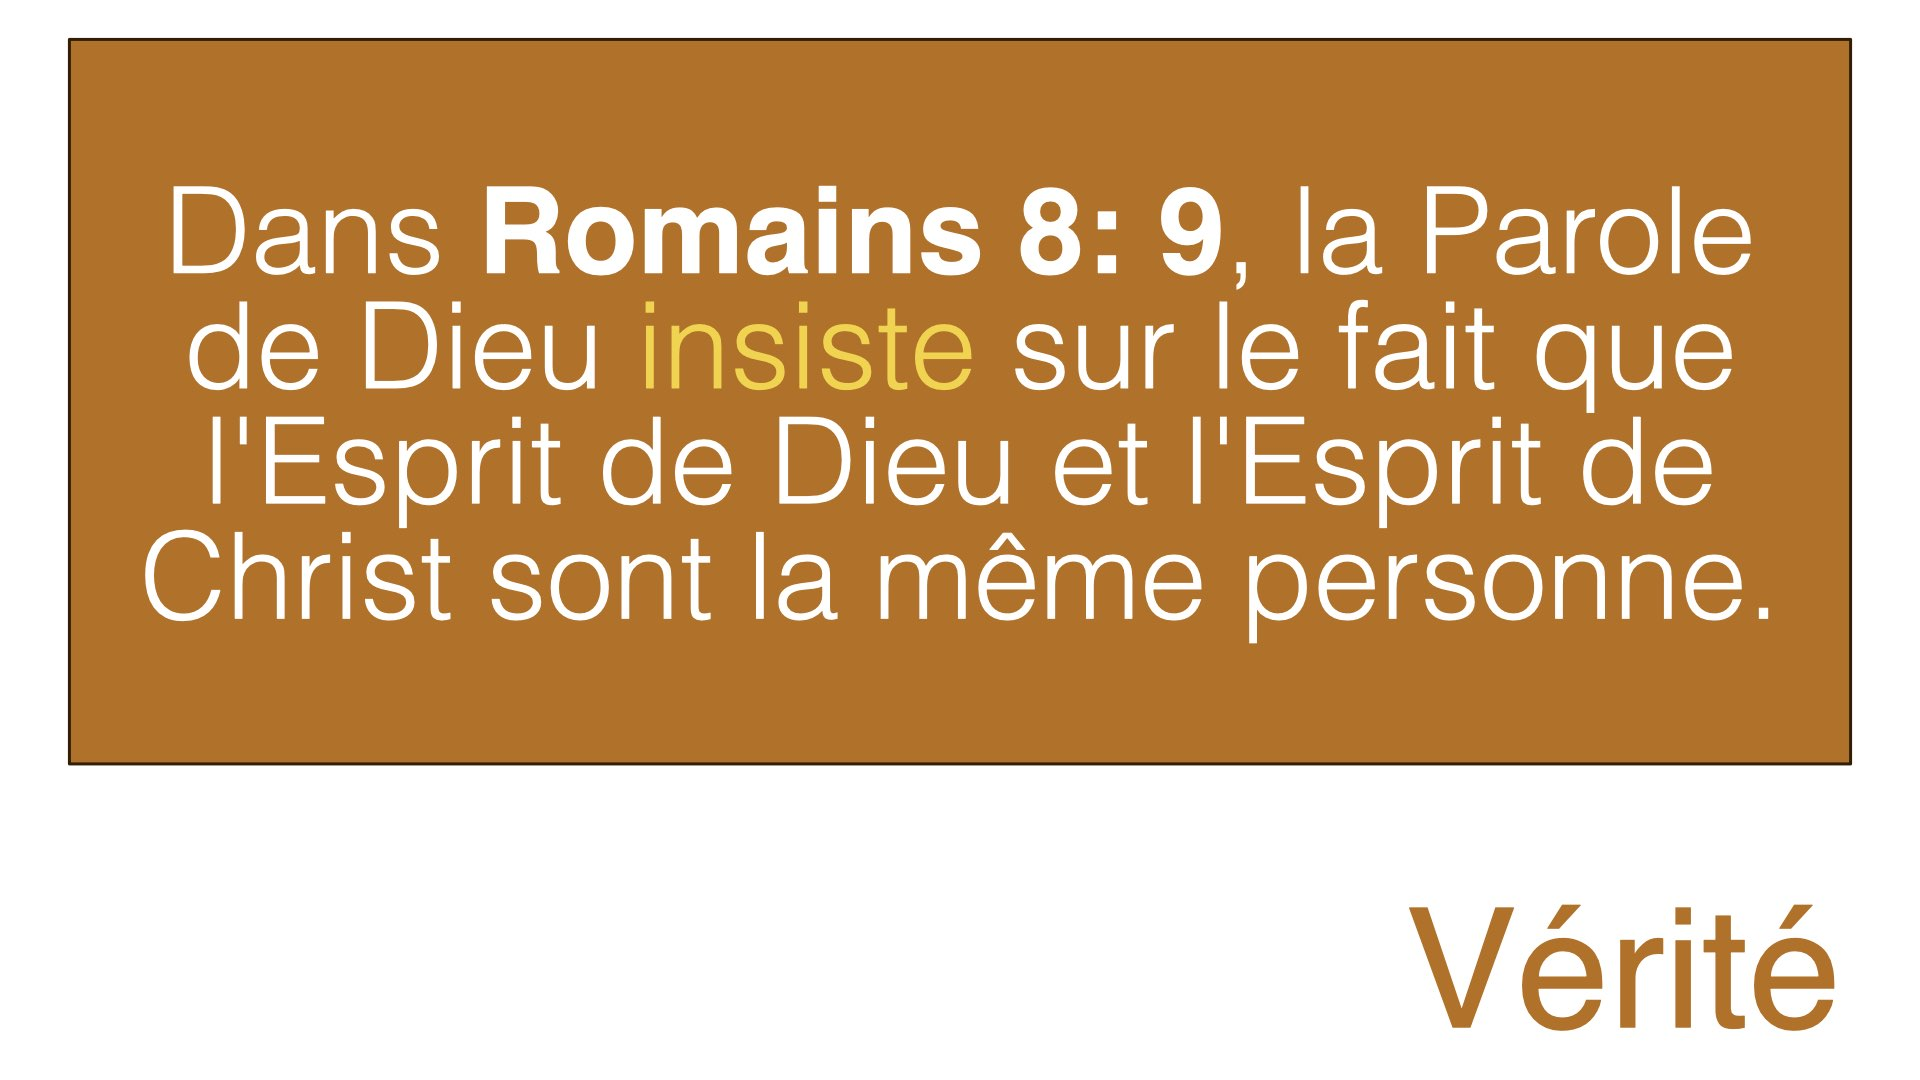 Dans Romains 8: 9, la Parole
de Dieu insiste sur le fait que
l'Esprit de Dieu et l'Esprit de
Christ sont la même personne.
Vérité